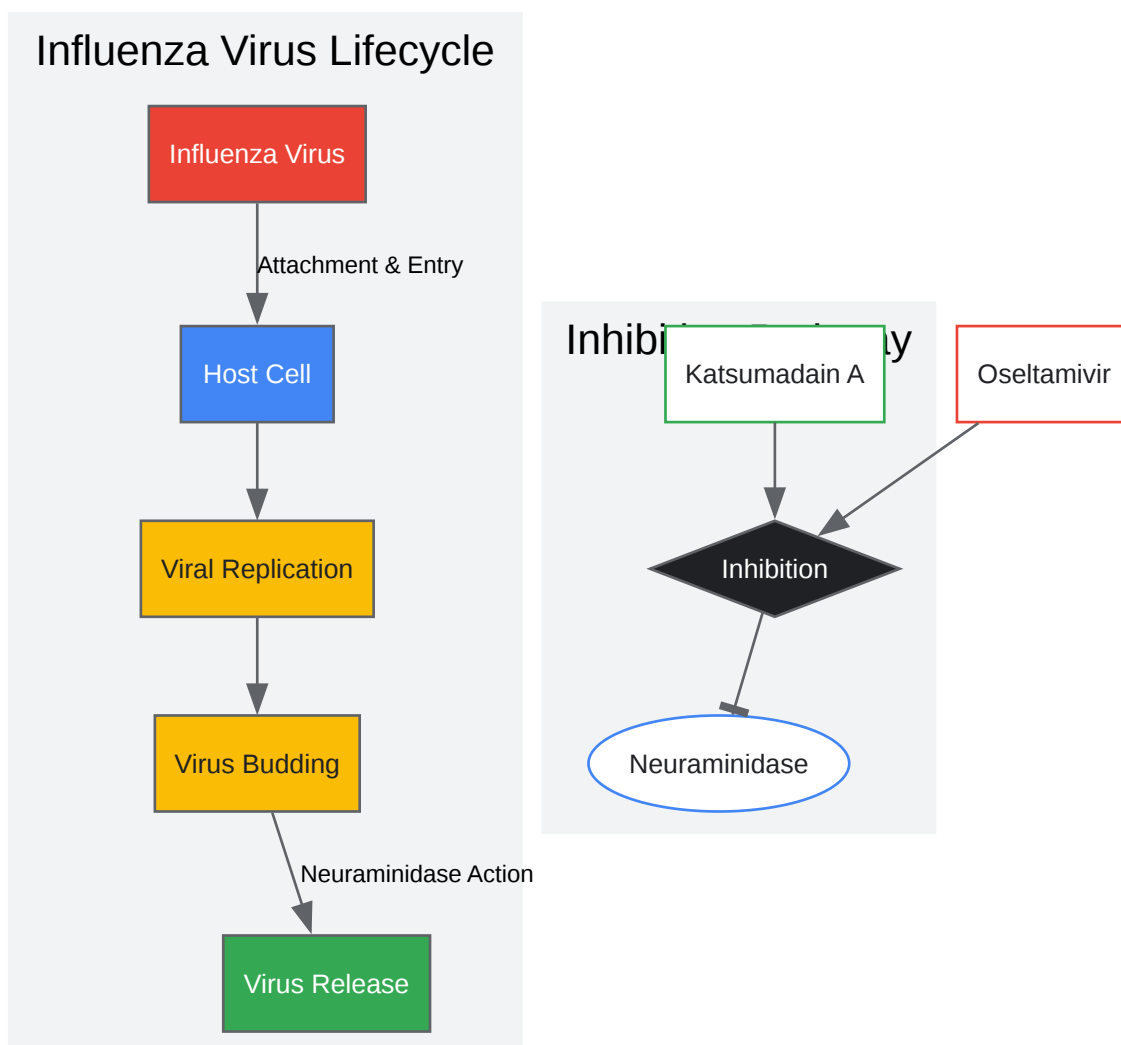 Influenza Virus Lifecycle
Influenza Virus
Attachment & Entry
Host Cell
Viral Replication
Virus Budding
Neuraminidase Action
Virus Release
Katsumadain A
Oseltamivir
Inhibition
Neuraminidase